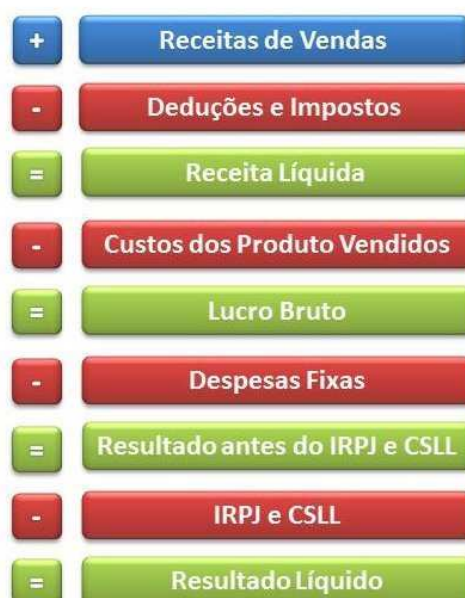 + Receitas de Vendas
- Deduções e Impostos
= Receita Líquida
- Custos dos Produto Vendidos
= Lucro Bruto
- Despesas Fixas
= Resultado antes do IRPJ e CSLL
- IRPJ e CSLL
= Resultado Líquido